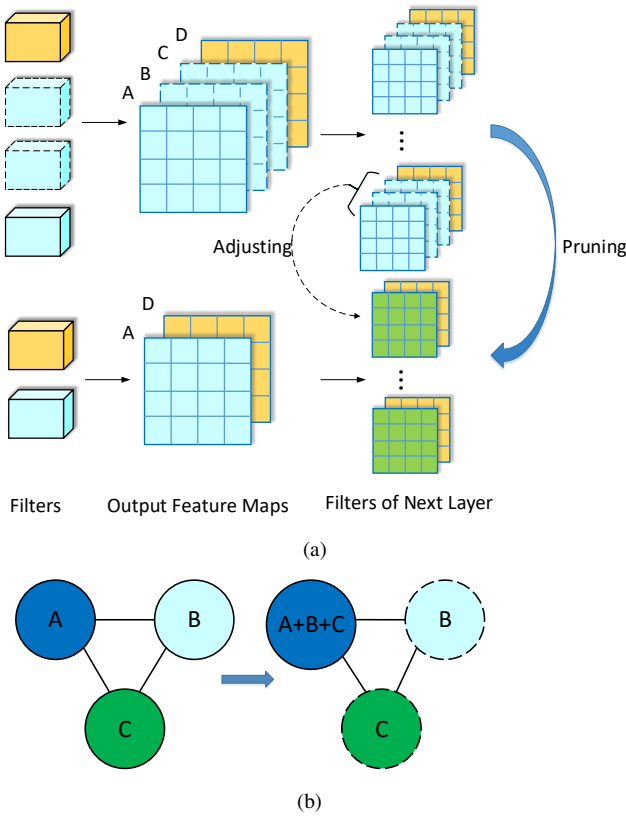 D
C
B
A
Adjusting
Pruning
D
A
Filters
Output Feature Maps
Filters of Next Layer
(a)
A
B
C
A+B+C
B
C
(b)